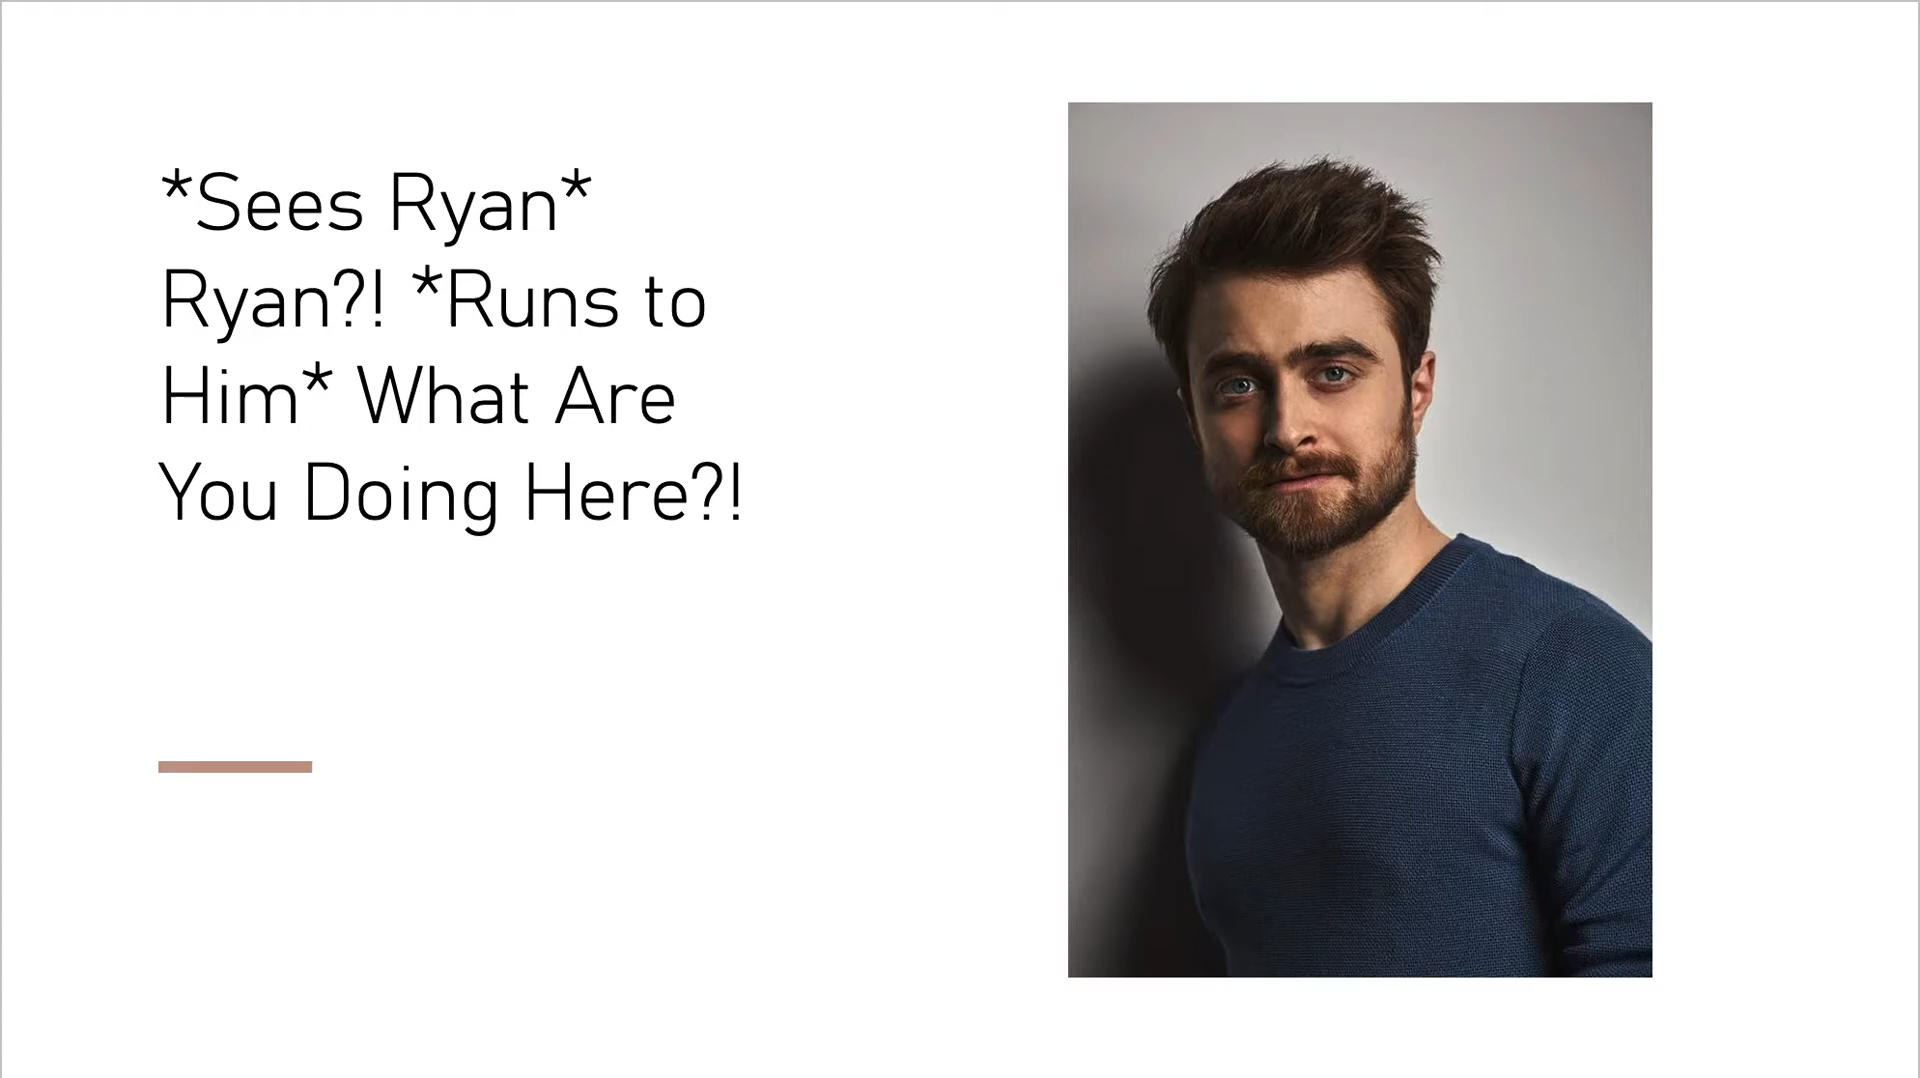 *Sees Ryan*
Ryan?! *Runs to
Him* What Are
You Doing Here?!